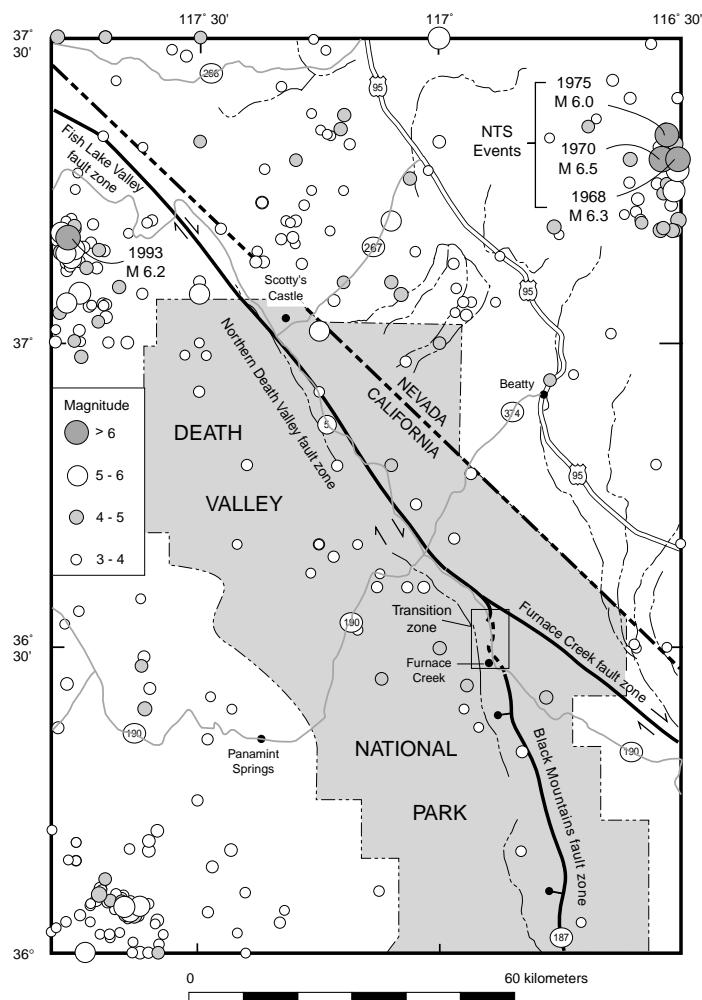 117° 30'
117°
116° 30'
37°
30'
266
95
1975
M 6.0
NTS
Events
1970
M 6.5
1968
M 6.3
Fish Lake Valley
fault zone
1993
M 6.2
267
Scotty's
Castle
95
37°
Northern Death Valley fault zone
NEVADA
CALIFORNIA
Beatty
374
Magnitude
> 6
5 - 6
4 - 5
3 - 4
DEATH
VALLEY
5
95
Transition
zone
190
Furnace Creek fault zone
Furnace
Creek
36°
30'
190
Panamint
Springs
190
NATIONAL
PARK
Black Mountains fault zone
187
36°
0
60 kilometers